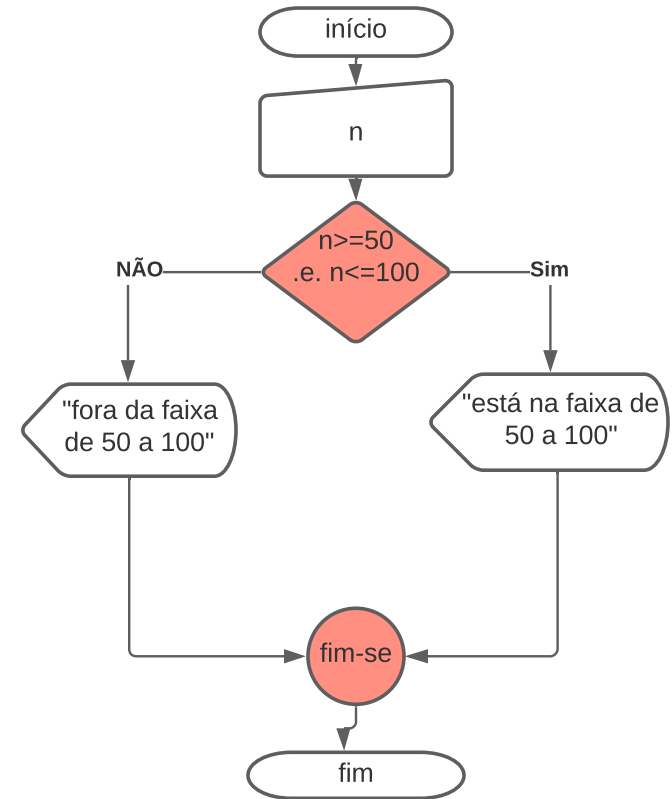 início
n
n>=50
.e. n<=100
NÃO
Sim
"fora da faixa
de 50 a 100"
"está na faixa de
50 a 100"
fim-se
fim